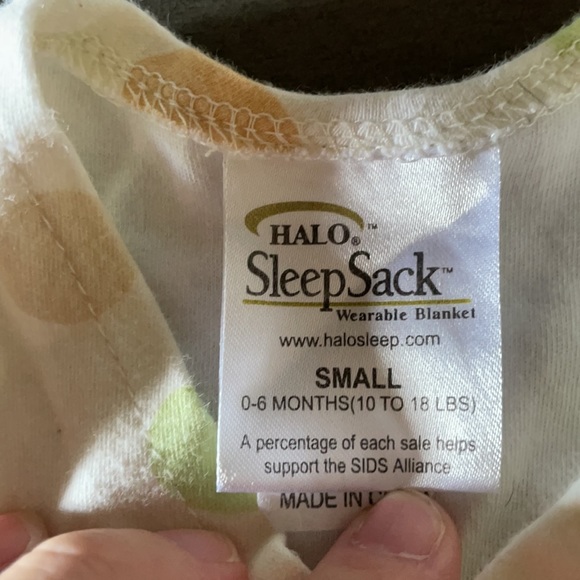 HALO®™
SleepSack™
Wearable Blanket
www.halosleep.com
SMALL
0-6 MONTHS(10 TO 18 LBS)
A percentage of each sale helps
support the SIDS Alliance
MADE IN